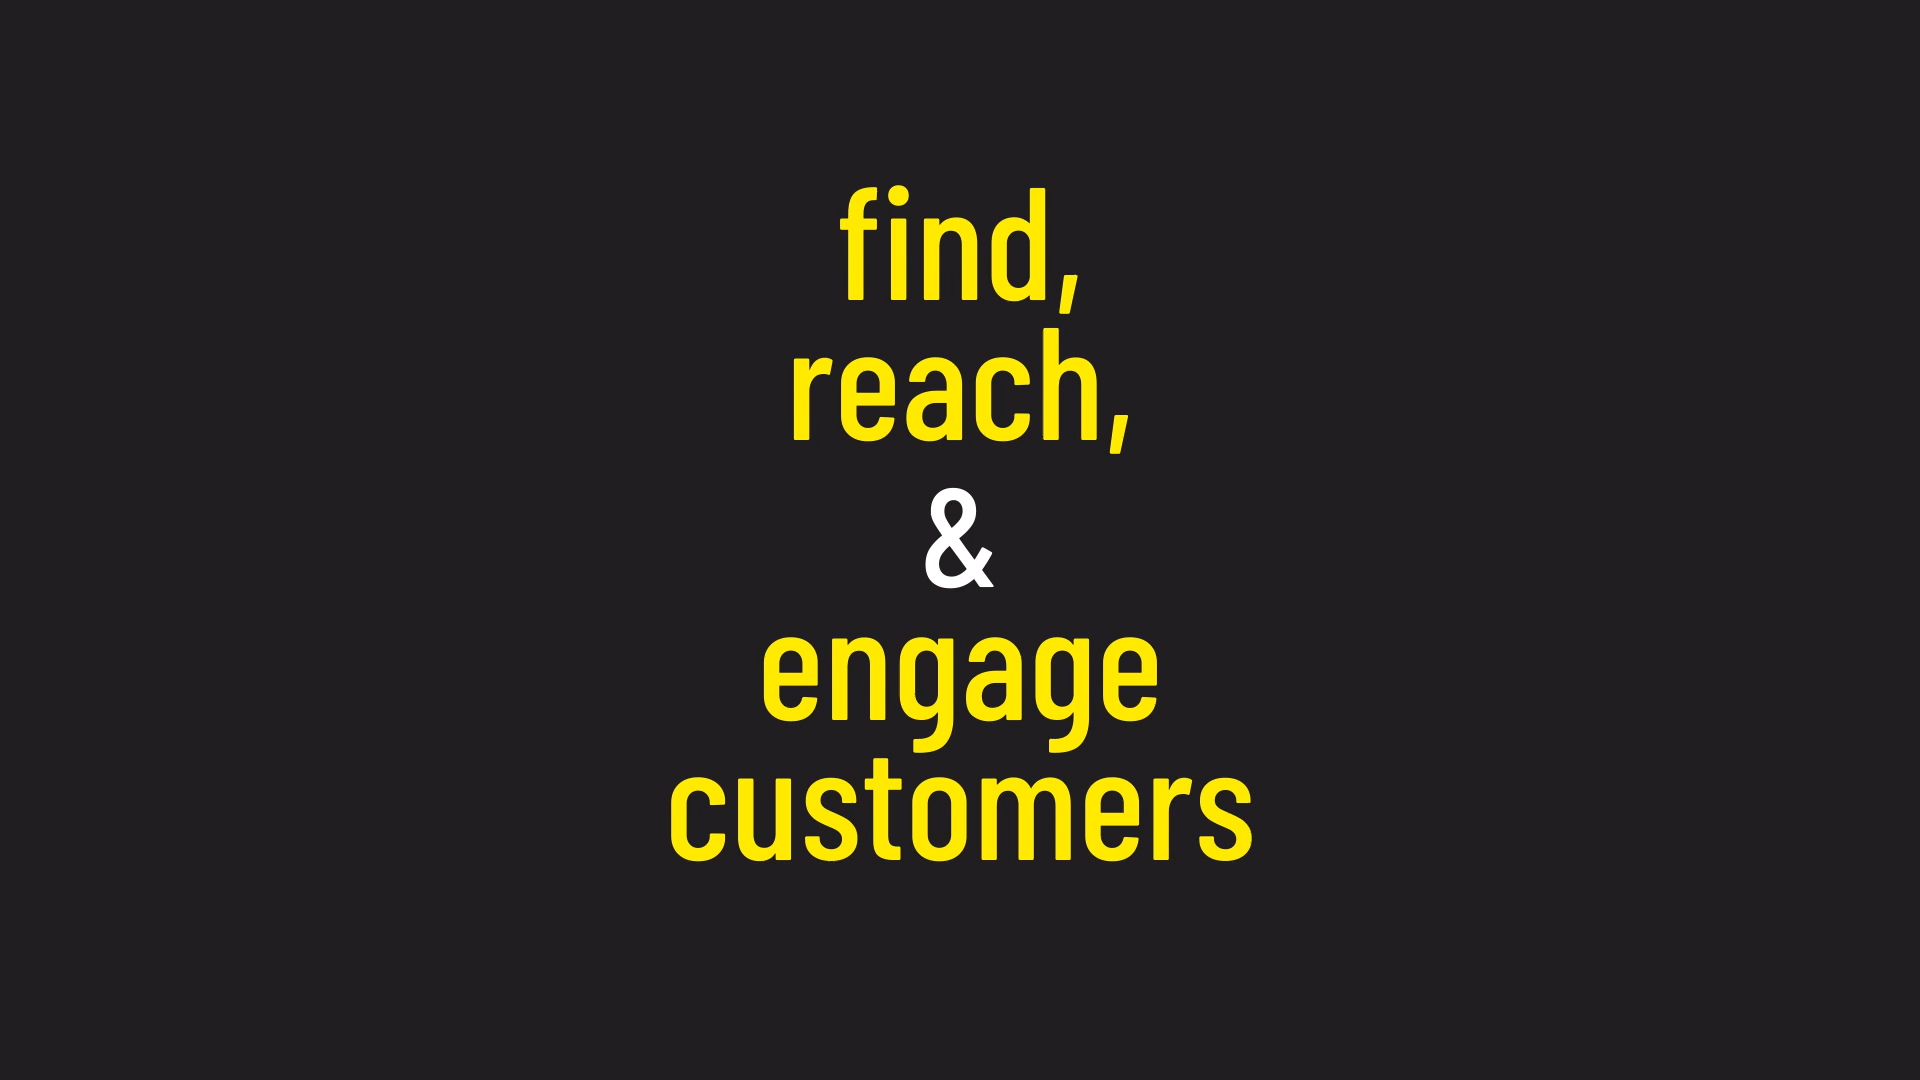 find,
reach,
&
engage
customers